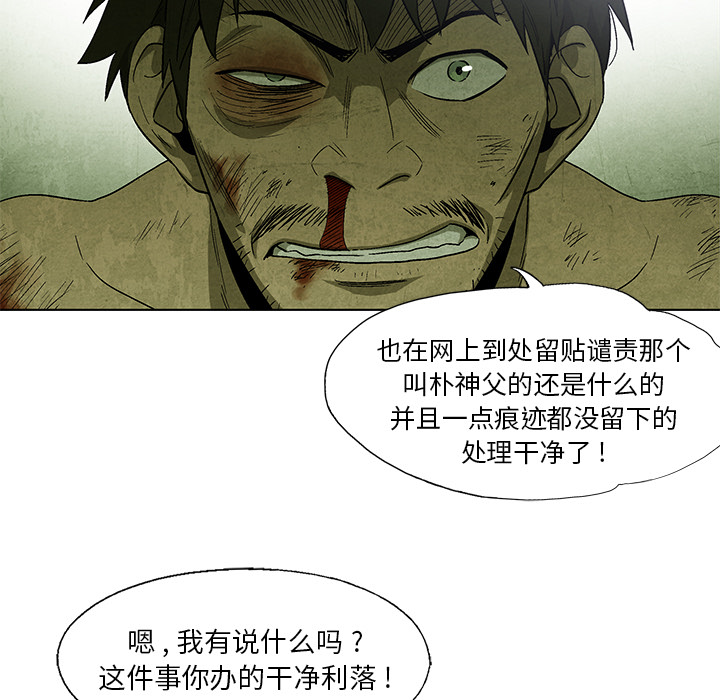 也在网上到处留贴谴责那个
叫朴神父的还是什么的
并且一点痕迹都没留下的
处理干净了!
嗯,我有说什么吗?
这件事你办的干净利落!